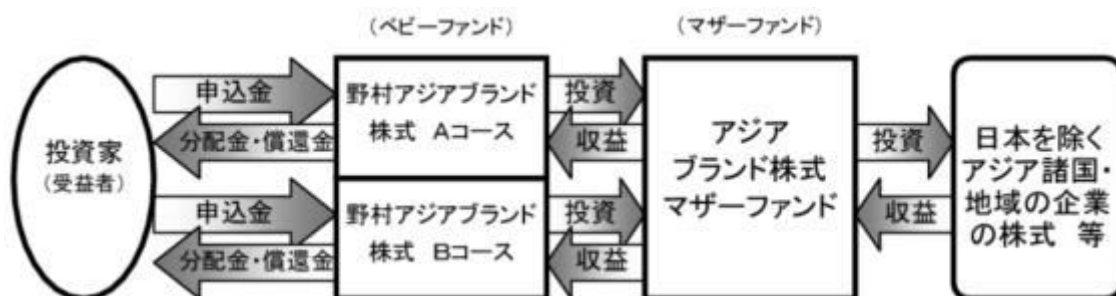 (ベビーファンド)
(マザーファンド)
投資家
(受益者)
申込金
分配金・償還金
申込金
分配金・償還金
野村アジアブランド
株式 Aコース
野村アジアブランド
株式 Bコース
投資
収益
投資
収益
アジア
ブランド株式
マザーファンド
投資
収益
日本を除く
アジア諸国・
地域の企業
の株式 等